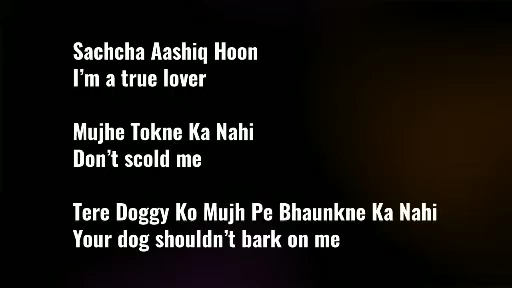 Sachcha Aashiq Hoon
I'm a true lover
Mujhe Tokne Ka Nahi
Don't scold me
Tere Doggy Ko Mujh Pe Bhaunkne Ka Nahi
Your dog shouldn't bark on me